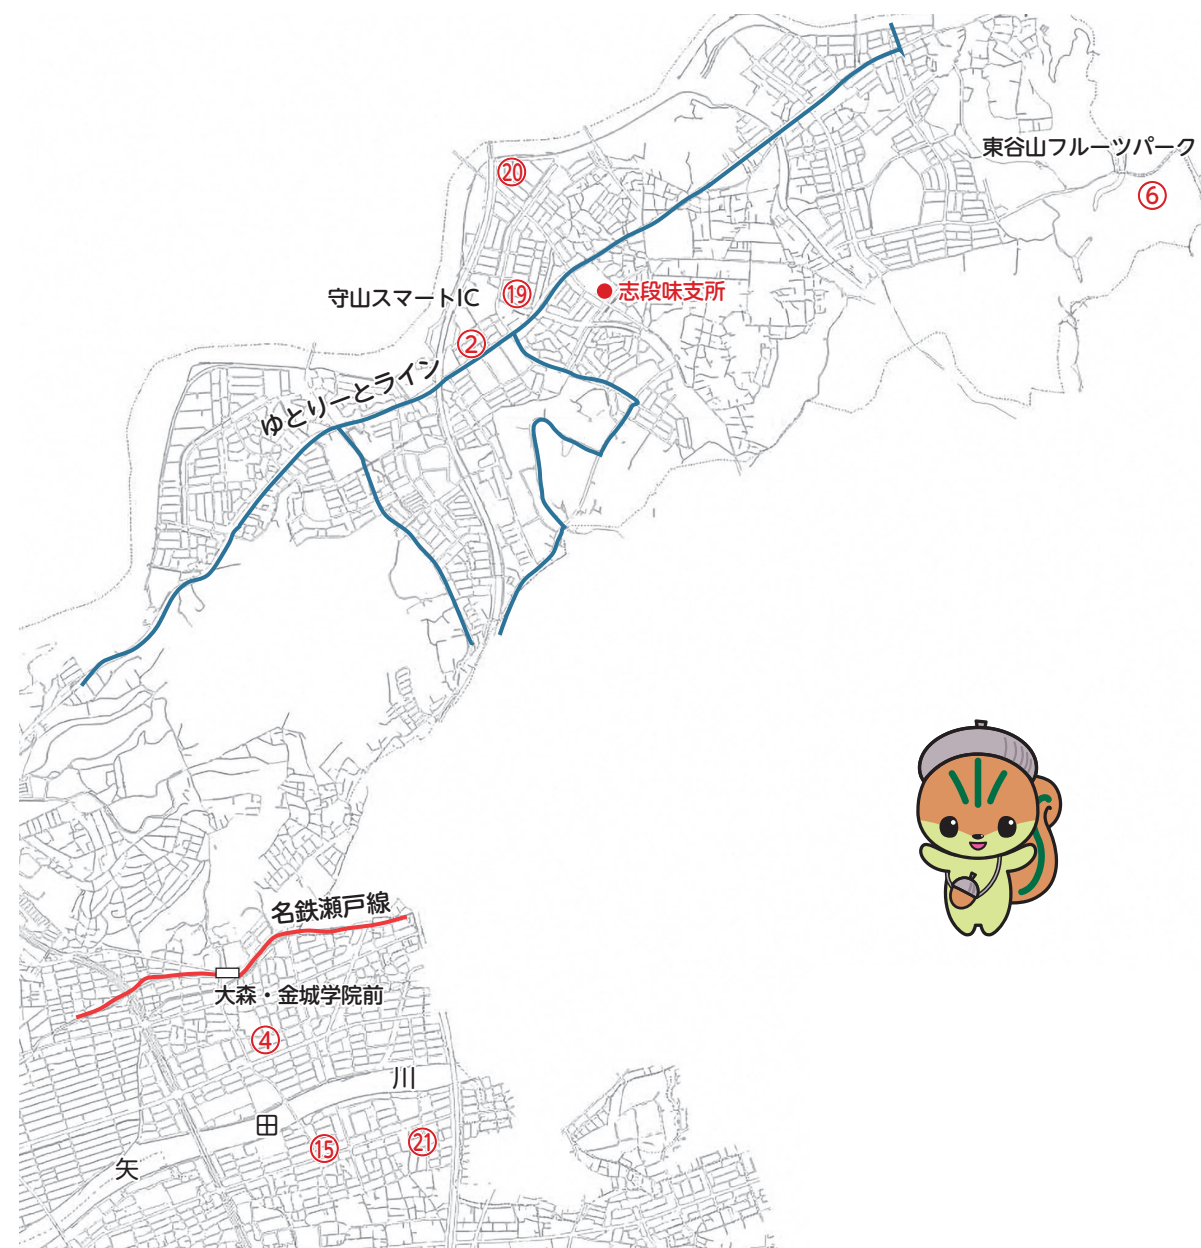 東谷山フルーツパーク
⑥
⑳
守山スマートIC
⑲
志段味支所
②
ゆとりーとライン
名鉄瀬戸線
大森・金城学院前
④
矢田川
⑮
㉑